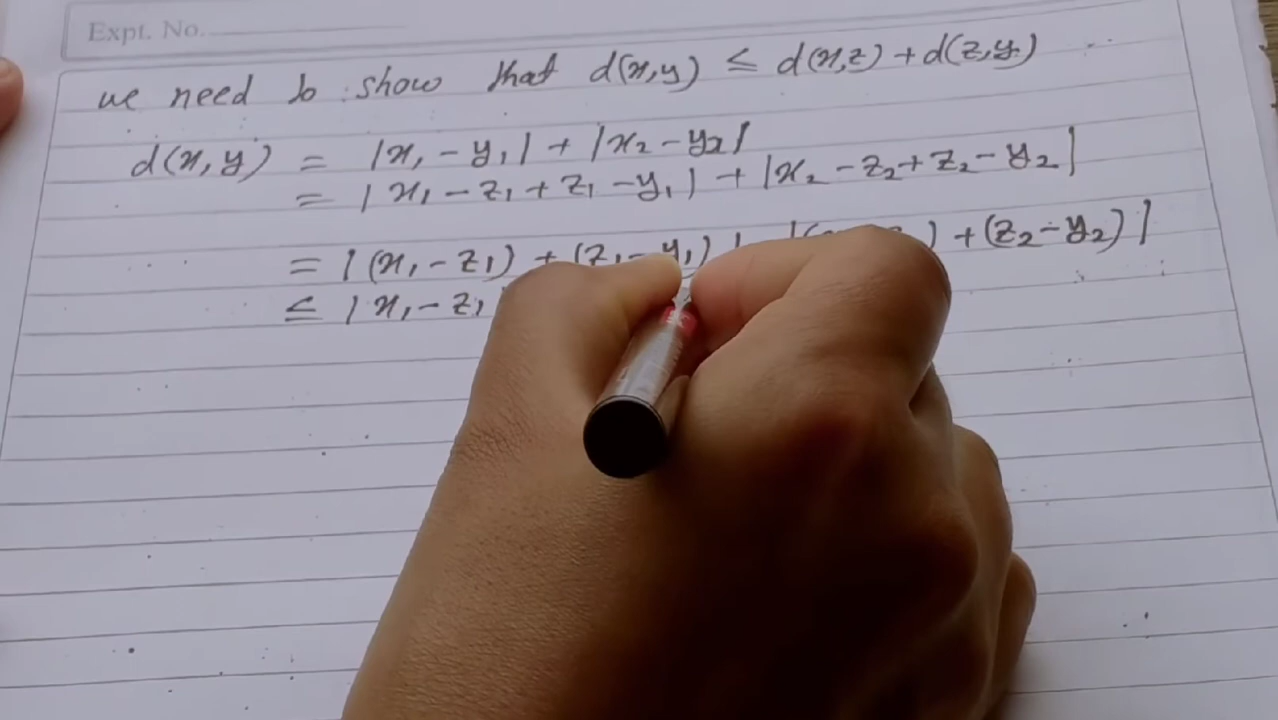 Expt. No.
we need to show that d(x,y) ≤ d(x,z) + d(z,y)
d(x,y) = |x₁ - y₁| + |x₂ - y₂|
= |x₁ - z₁ + z₁ - y₁| + |x₂ - z₂ + z₂ - y₂|
= |(x₁ - z₁) + (z₁ - y₁)| |( ) + (z₂ - y₂)|
≤ |x₁ - z₁